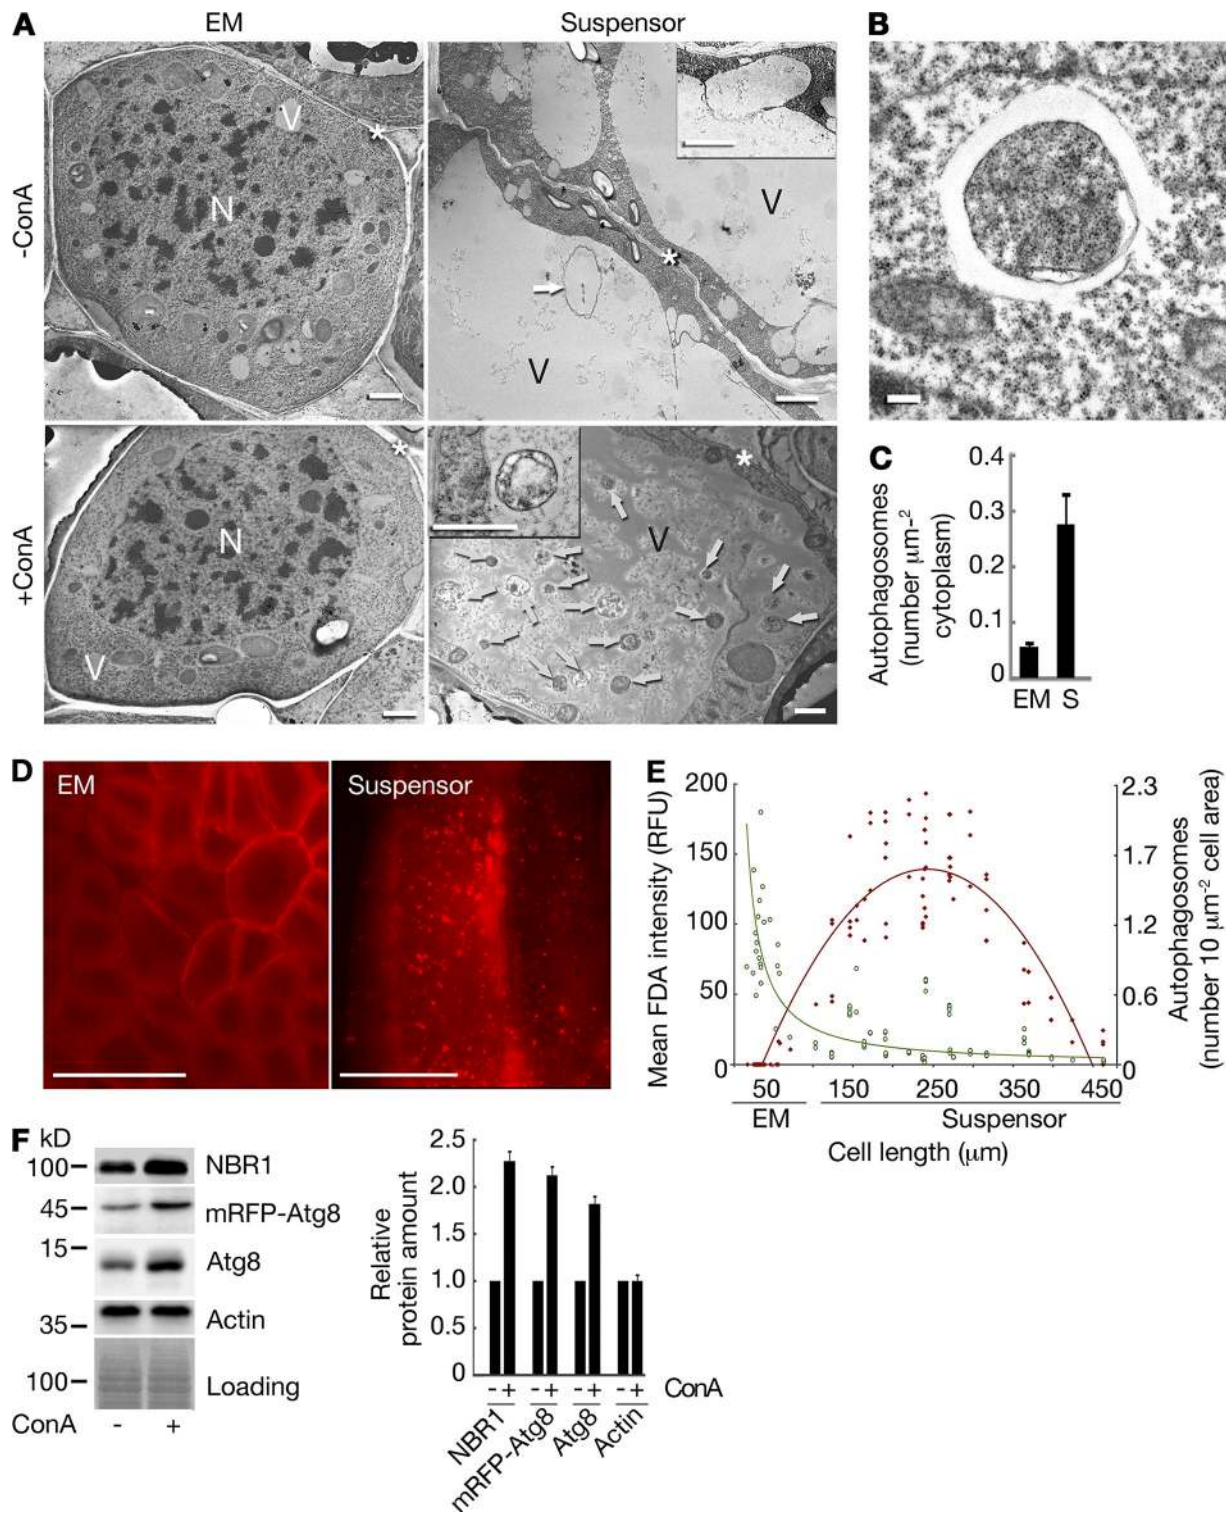 A
EM
Suspensor
B
-ConA
V
*
N
V
*
V
+ConA
N
V
*
V
*
C
Autophagosomes
(number μm-2
cytoplasm)
0.4
0.3
0.2
0.1
0
EM S
D
EM
Suspensor
E
Mean FDA intensity (RFU)
200
150
100
50
0
2.3
1.7
1.2
0.6
0
Autophagosomes
(number 10 μm-2 cell area)
50 150 250 350 450
EM Suspensor
Cell length (μm)
F
kD
100
NBR1
45
mRFP-Atg8
15
Atg8
35
Actin
100
Loading
ConA - +
Relative
protein amount
2.5
2.0
1.5
1.0
0.5
0
- + - + - + - + ConA
NBR1
mRFP-Atg8
Atg8
Actin